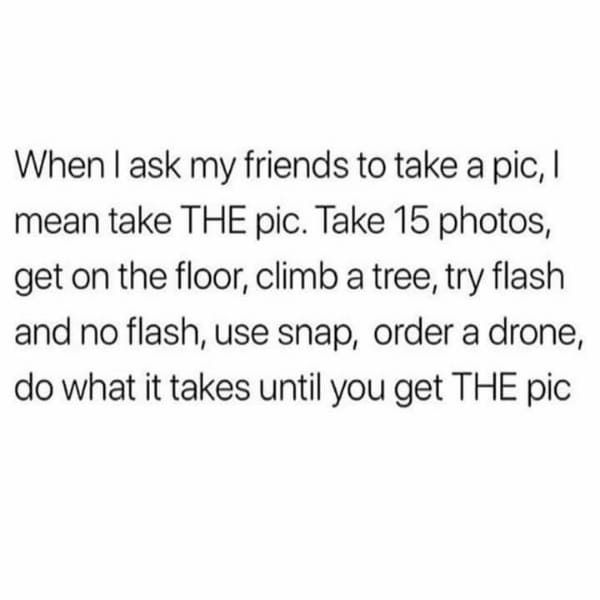 When I ask my friends to take a pic, I
mean take THE pic. Take 15 photos,
get on the floor, climb a tree, try flash
and no flash, use snap,  order a drone,
do what it takes until you get THE pic